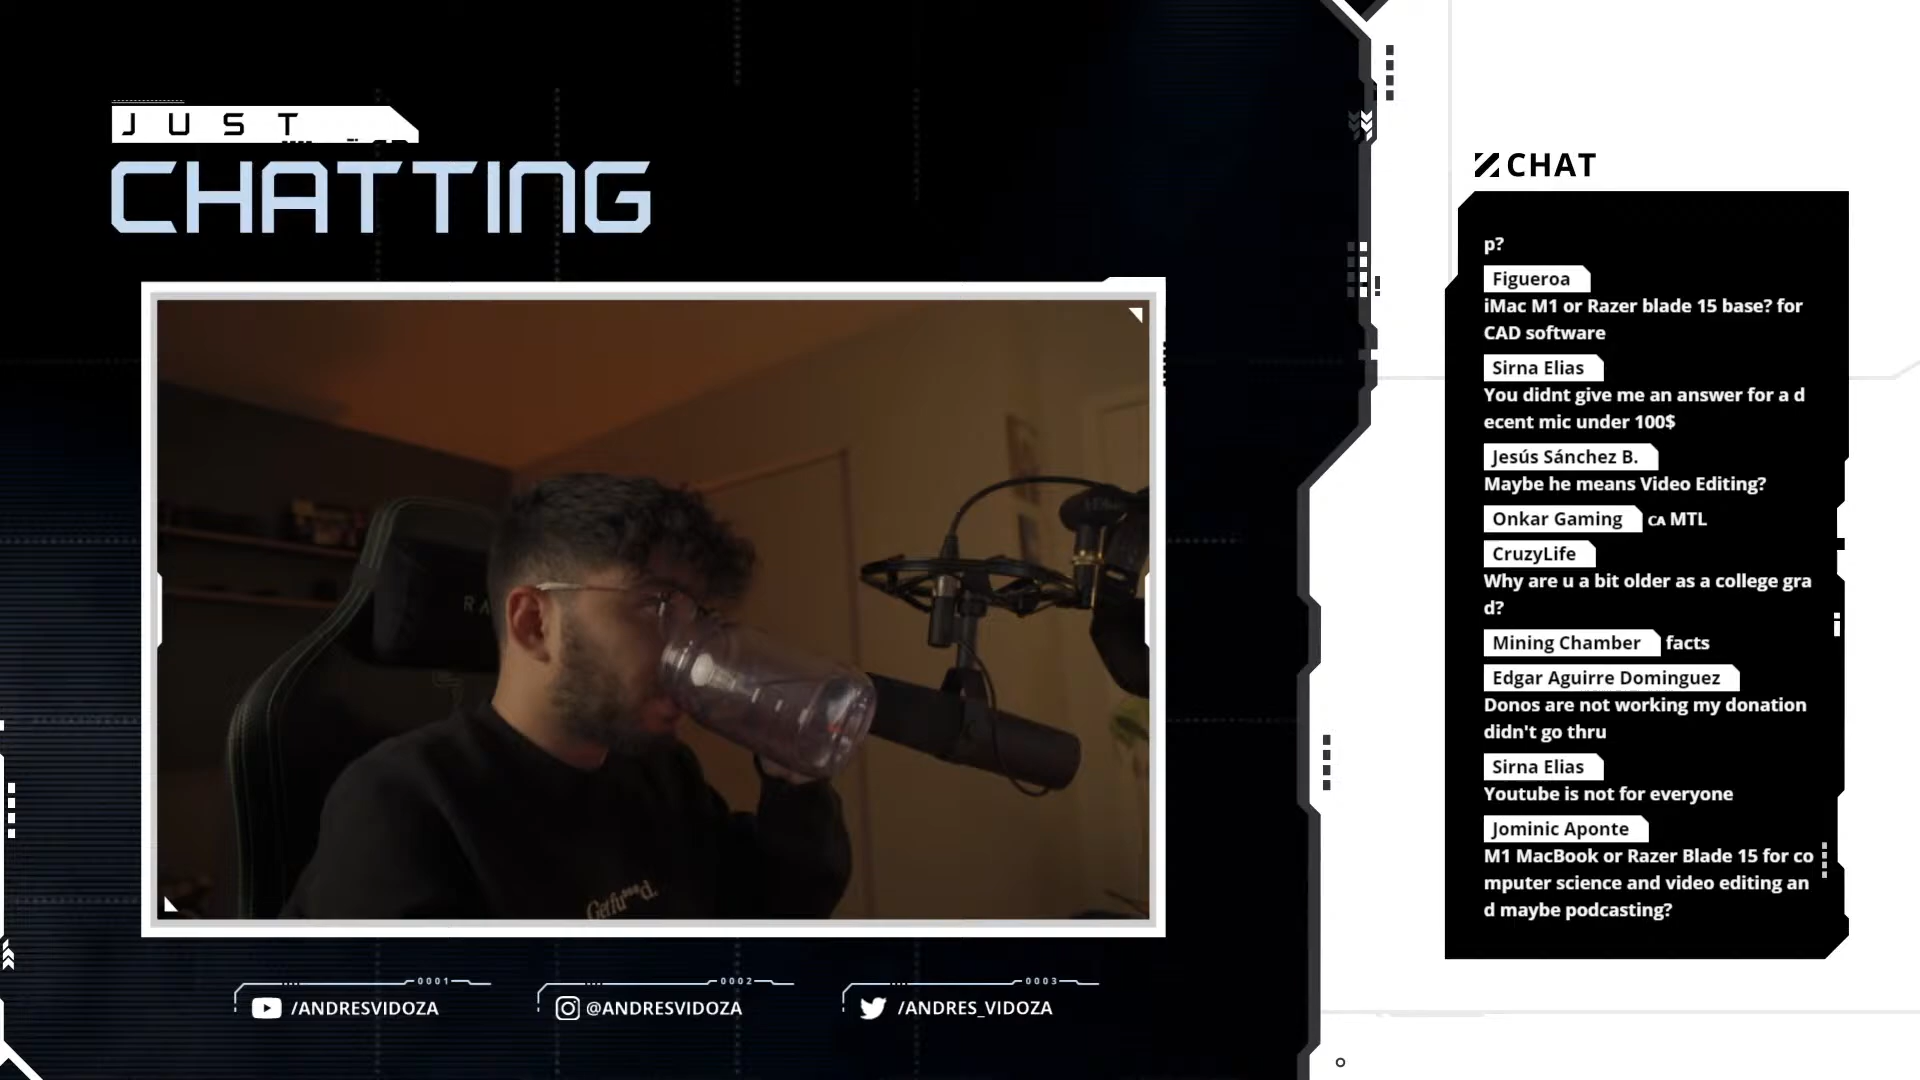 JUST
CHATTING
RA
Getfu***d.
0001
/ANDRESVIDOZA
0002
@ANDRESVIDOZA
0003
/ANDRES_VIDOZA
CHAT
p?
Figueroa
iMac M1 or Razer blade 15 base? for
CAD software
Sirna Elias
You didnt give me an answer for a d
ecent mic under 100$
Jesús Sánchez B.
Maybe he means Video Editing?
Onkar Gaming CA MTL
CruzyLife
Why are u a bit older as a college gra
d?
Mining Chamber facts
Edgar Aguirre Dominguez
Donos are not working my donation
didn't go thru
Sirna Elias
Youtube is not for everyone
Jominic Aponte
M1 MacBook or Razer Blade 15 for co
mputer science and video editing an
d maybe podcasting?